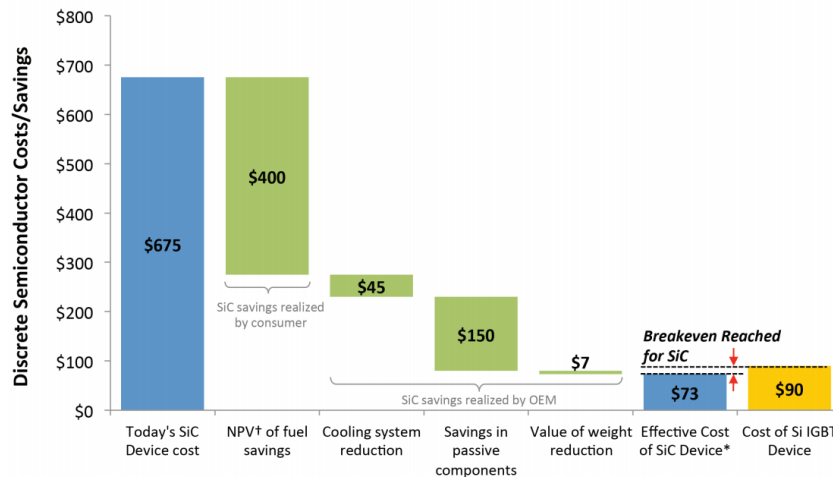 Discrete Semiconductor Costs/Savings
$800
$700
$600
$500
$400
$300
$200
$100
$0
$675
$400
SiC savings realized
by consumer
$45
$150
$7
SiC savings realized by OEM
Breakeven Reached
for SiC
$73
$90
Today's SiC
Device cost
NPV† of fuel
savings
Cooling system
reduction
Savings in
passive
components
Value of weight
reduction
Effective Cost
of SiC Device*
Cost of Si IGBT
Device